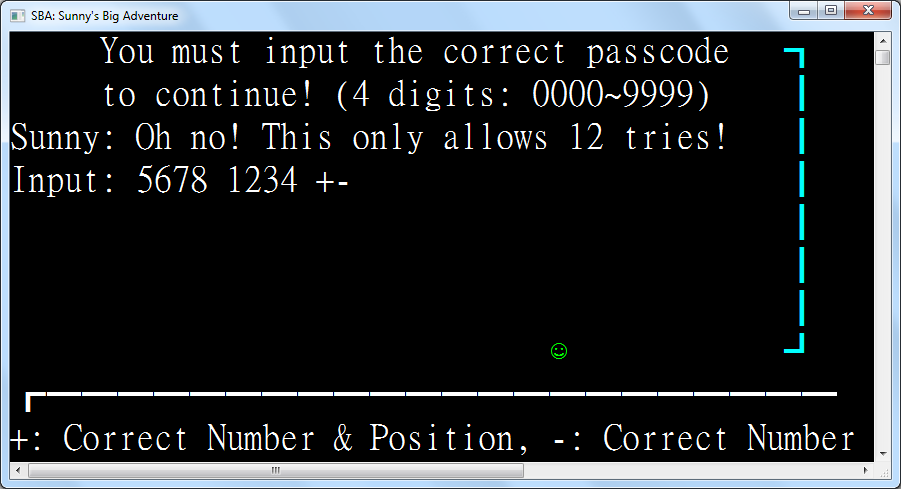 SBA: Sunny's Big Adventure
You must input the correct passcode
to continue! (4 digits: 0000~9999)
Sunny: Oh no! This only allows 12 tries!
Input: 5678 1234 +-
+: Correct Number & Position, -: Correct Number